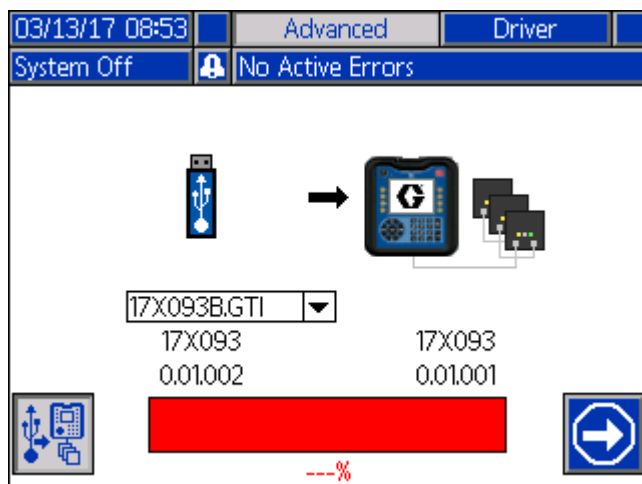 03/13/17 08:53 Advanced Driver
System Off No Active Errors
17X093B.GTI
17X093 17X093
0.01.002 0.01.001
---%